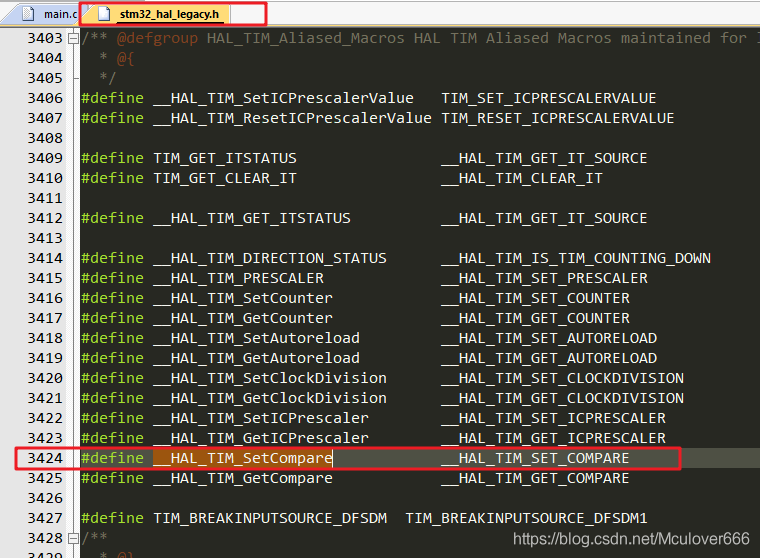 main.c stm32_hal_legacy.h
3403 /** @defgroup HAL_TIM_Aliased_Macros HAL TIM Aliased Macros maintained for
3404 * @{
3405 */
3406 #define __HAL_TIM_SetICPrescalerValue TIM_SET_ICPRESCALERVALUE
3407 #define __HAL_TIM_ResetICPrescalerValue TIM_RESET_ICPRESCALERVALUE
3408
3409 #define TIM_GET_ITSTATUS __HAL_TIM_GET_IT_SOURCE
3410 #define TIM_GET_CLEAR_IT __HAL_TIM_CLEAR_IT
3411
3412 #define __HAL_TIM_GET_ITSTATUS __HAL_TIM_GET_IT_SOURCE
3413
3414 #define __HAL_TIM_DIRECTION_STATUS __HAL_TIM_IS_TIM_COUNTING_DOWN
3415 #define __HAL_TIM_PRESCALER __HAL_TIM_SET_PRESCALER
3416 #define __HAL_TIM_SetCounter __HAL_TIM_SET_COUNTER
3417 #define __HAL_TIM_GetCounter __HAL_TIM_GET_COUNTER
3418 #define __HAL_TIM_SetAutoreload __HAL_TIM_SET_AUTORELOAD
3419 #define __HAL_TIM_GetAutoreload __HAL_TIM_GET_AUTORELOAD
3420 #define __HAL_TIM_SetClockDivision __HAL_TIM_SET_CLOCKDIVISION
3421 #define __HAL_TIM_GetClockDivision __HAL_TIM_GET_CLOCKDIVISION
3422 #define __HAL_TIM_SetICPrescaler __HAL_TIM_SET_ICPRESCALER
3423 #define __HAL_TIM_GetICPrescaler __HAL_TIM_GET_ICPRESCALER
3424 #define __HAL_TIM_SetCompare __HAL_TIM_SET_COMPARE
3425 #define __HAL_TIM_GetCompare __HAL_TIM_GET_COMPARE
3426
3427 #define TIM_BREAKINPUTSOURCE_DFSDM TIM_BREAKINPUTSOURCE_DFSDM1
3428 /**
https://blog.csdn.net/Mculover666